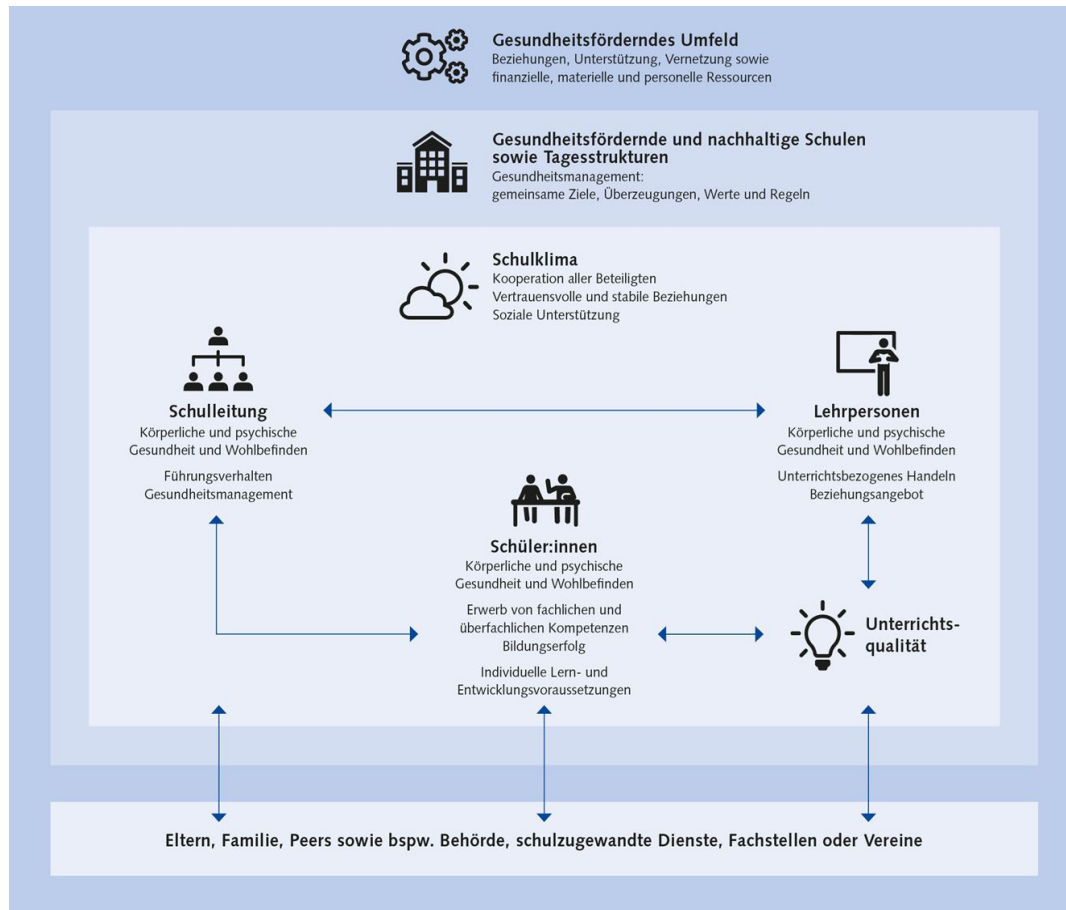 Gesundheitsförderndes Umfeld
Beziehungen, Unterstützung, Vernetzung sowie
finanzielle, materielle und personelle Ressourcen
Gesundheitsfördernde und nachhaltige Schulen
sowie Tagesstrukturen
Gesundheitsmanagement:
gemeinsame Ziele, Überzeugungen, Werte und Regeln
Schulklima
Kooperation aller Beteiligten
Vertrauensvolle und stabile Beziehungen
Soziale Unterstützung
Schulleitung
Körperliche und psychische
Gesundheit und Wohlbefinden
Führungsverhalten
Gesundheitsmanagement
Lehrpersonen
Körperliche und psychische
Gesundheit und Wohlbefinden
Unterrichtsbezogenes Handeln
Beziehungsangebot
Schüler:innen
Körperliche und psychische
Gesundheit und Wohlbefinden
Erwerb von fachlichen und
überfachlichen Kompetenzen
Bildungserfolg
Individuelle Lern- und
Entwicklungsvoraussetzungen
Unterrichts-
qualität
Eltern, Familie, Peers sowie bspw. Behörde, schulzugewandte Dienste, Fachstellen oder Vereine